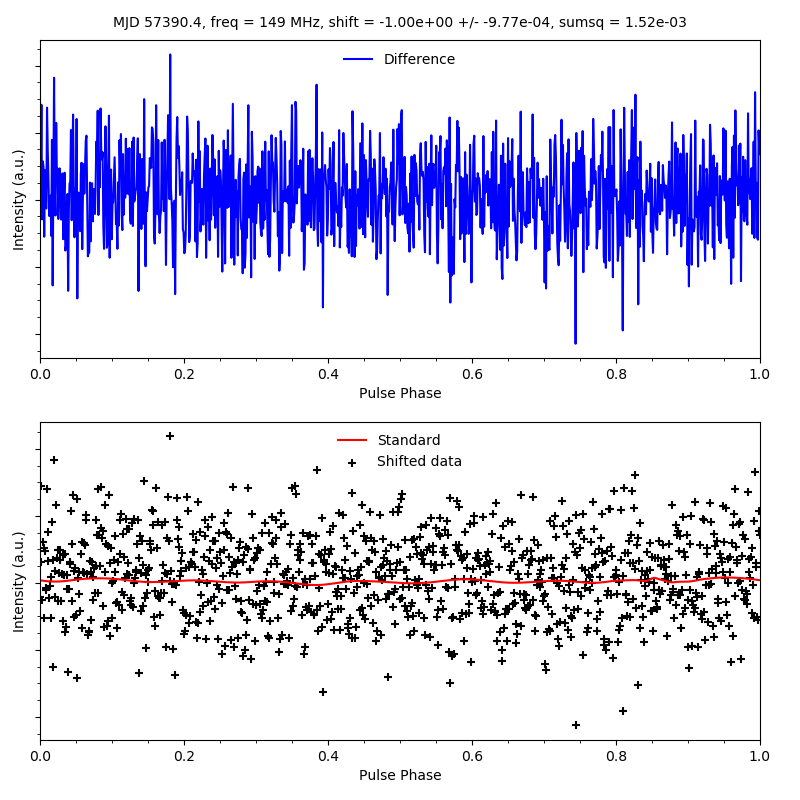 MJD 57390.4, freq = 149 MHz, shift = -1.00e+00 +/- -9.77e-04, sumsq = 1.52e-03
Difference
Intensity (a.u.)
0.0 0.2 0.4 0.6 0.8 1.0
Pulse Phase
Standard
Shifted data
Intensity (a.u.)
0.0 0.2 0.4 0.6 0.8 1.0
Pulse Phase